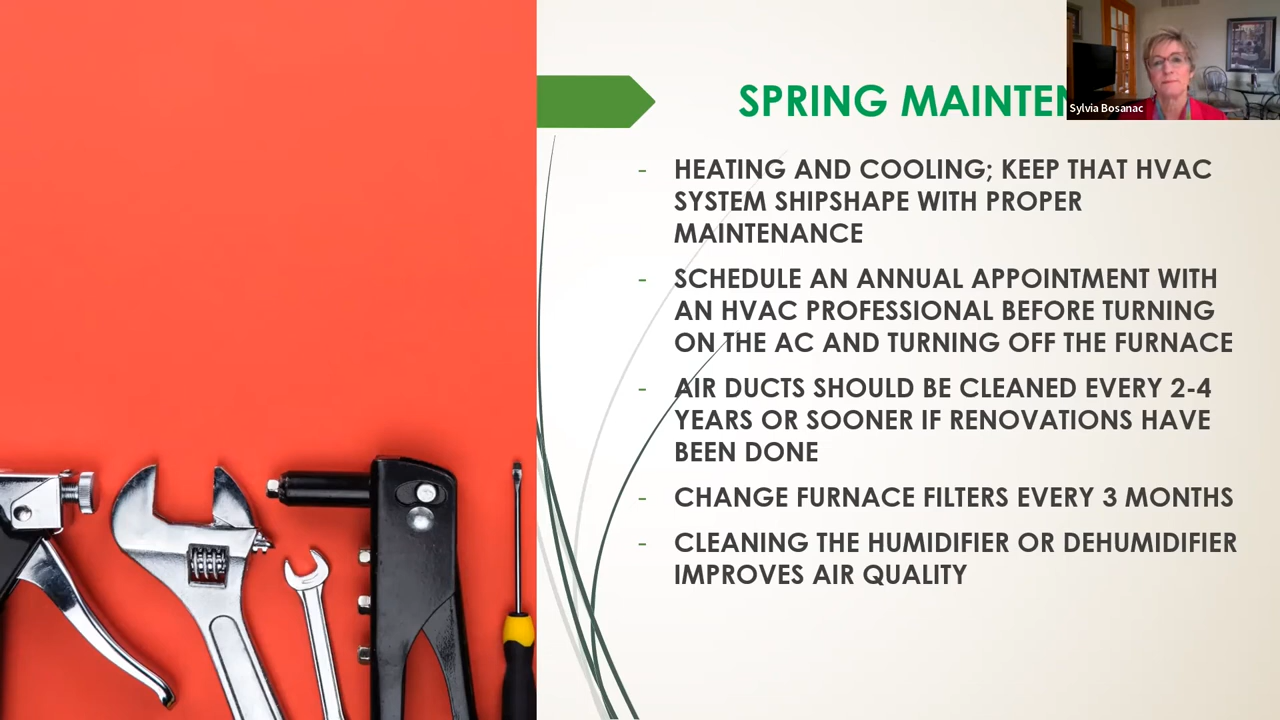 SPRING MAINTEN
Sylvia Bosanac
- HEATING AND COOLING; KEEP THAT HVAC
SYSTEM SHIPSHAPE WITH PROPER
MAINTENANCE
- SCHEDULE AN ANNUAL APPOINTMENT WITH
AN HVAC PROFESSIONAL BEFORE TURNING
ON THE AC AND TURNING OFF THE FURNACE
- AIR DUCTS SHOULD BE CLEANED EVERY 2-4
YEARS OR SOONER IF RENOVATIONS HAVE
BEEN DONE
- CHANGE FURNACE FILTERS EVERY 3 MONTHS
- CLEANING THE HUMIDIFIER OR DEHUMIDIFIER
IMPROVES AIR QUALITY